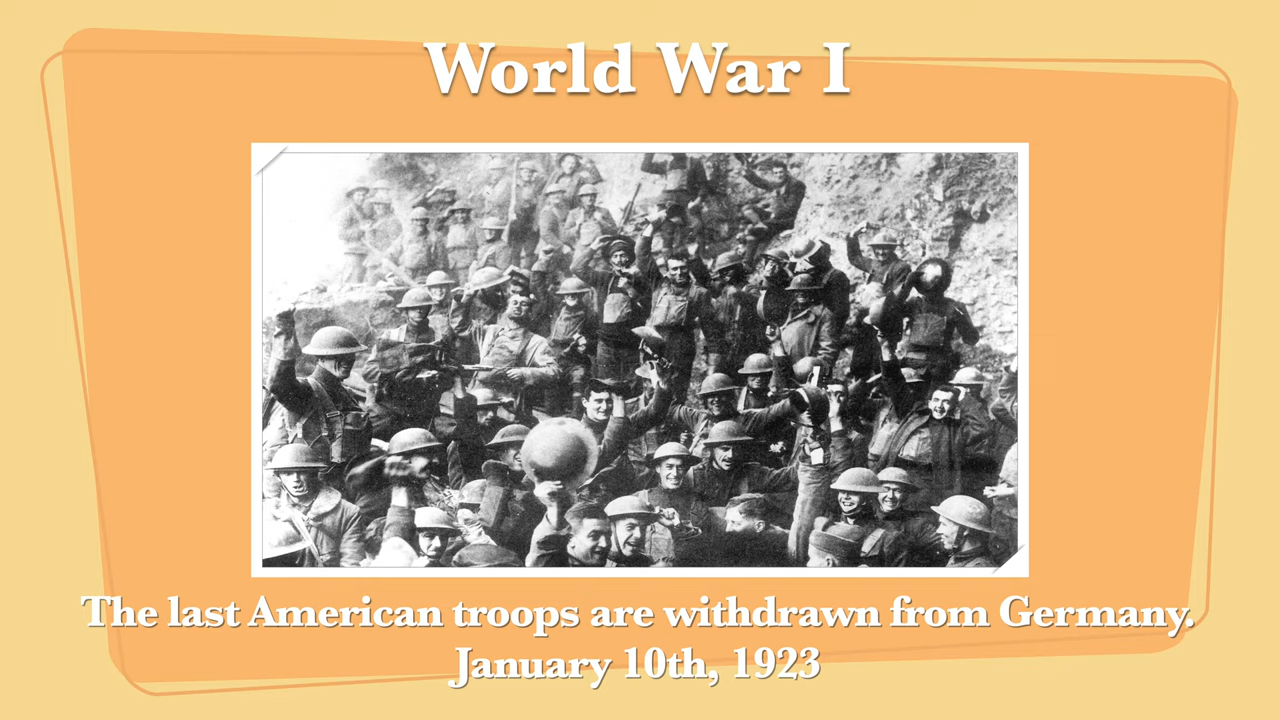 World War I
The last American troops are withdrawn from Germany.
January 10th, 1923